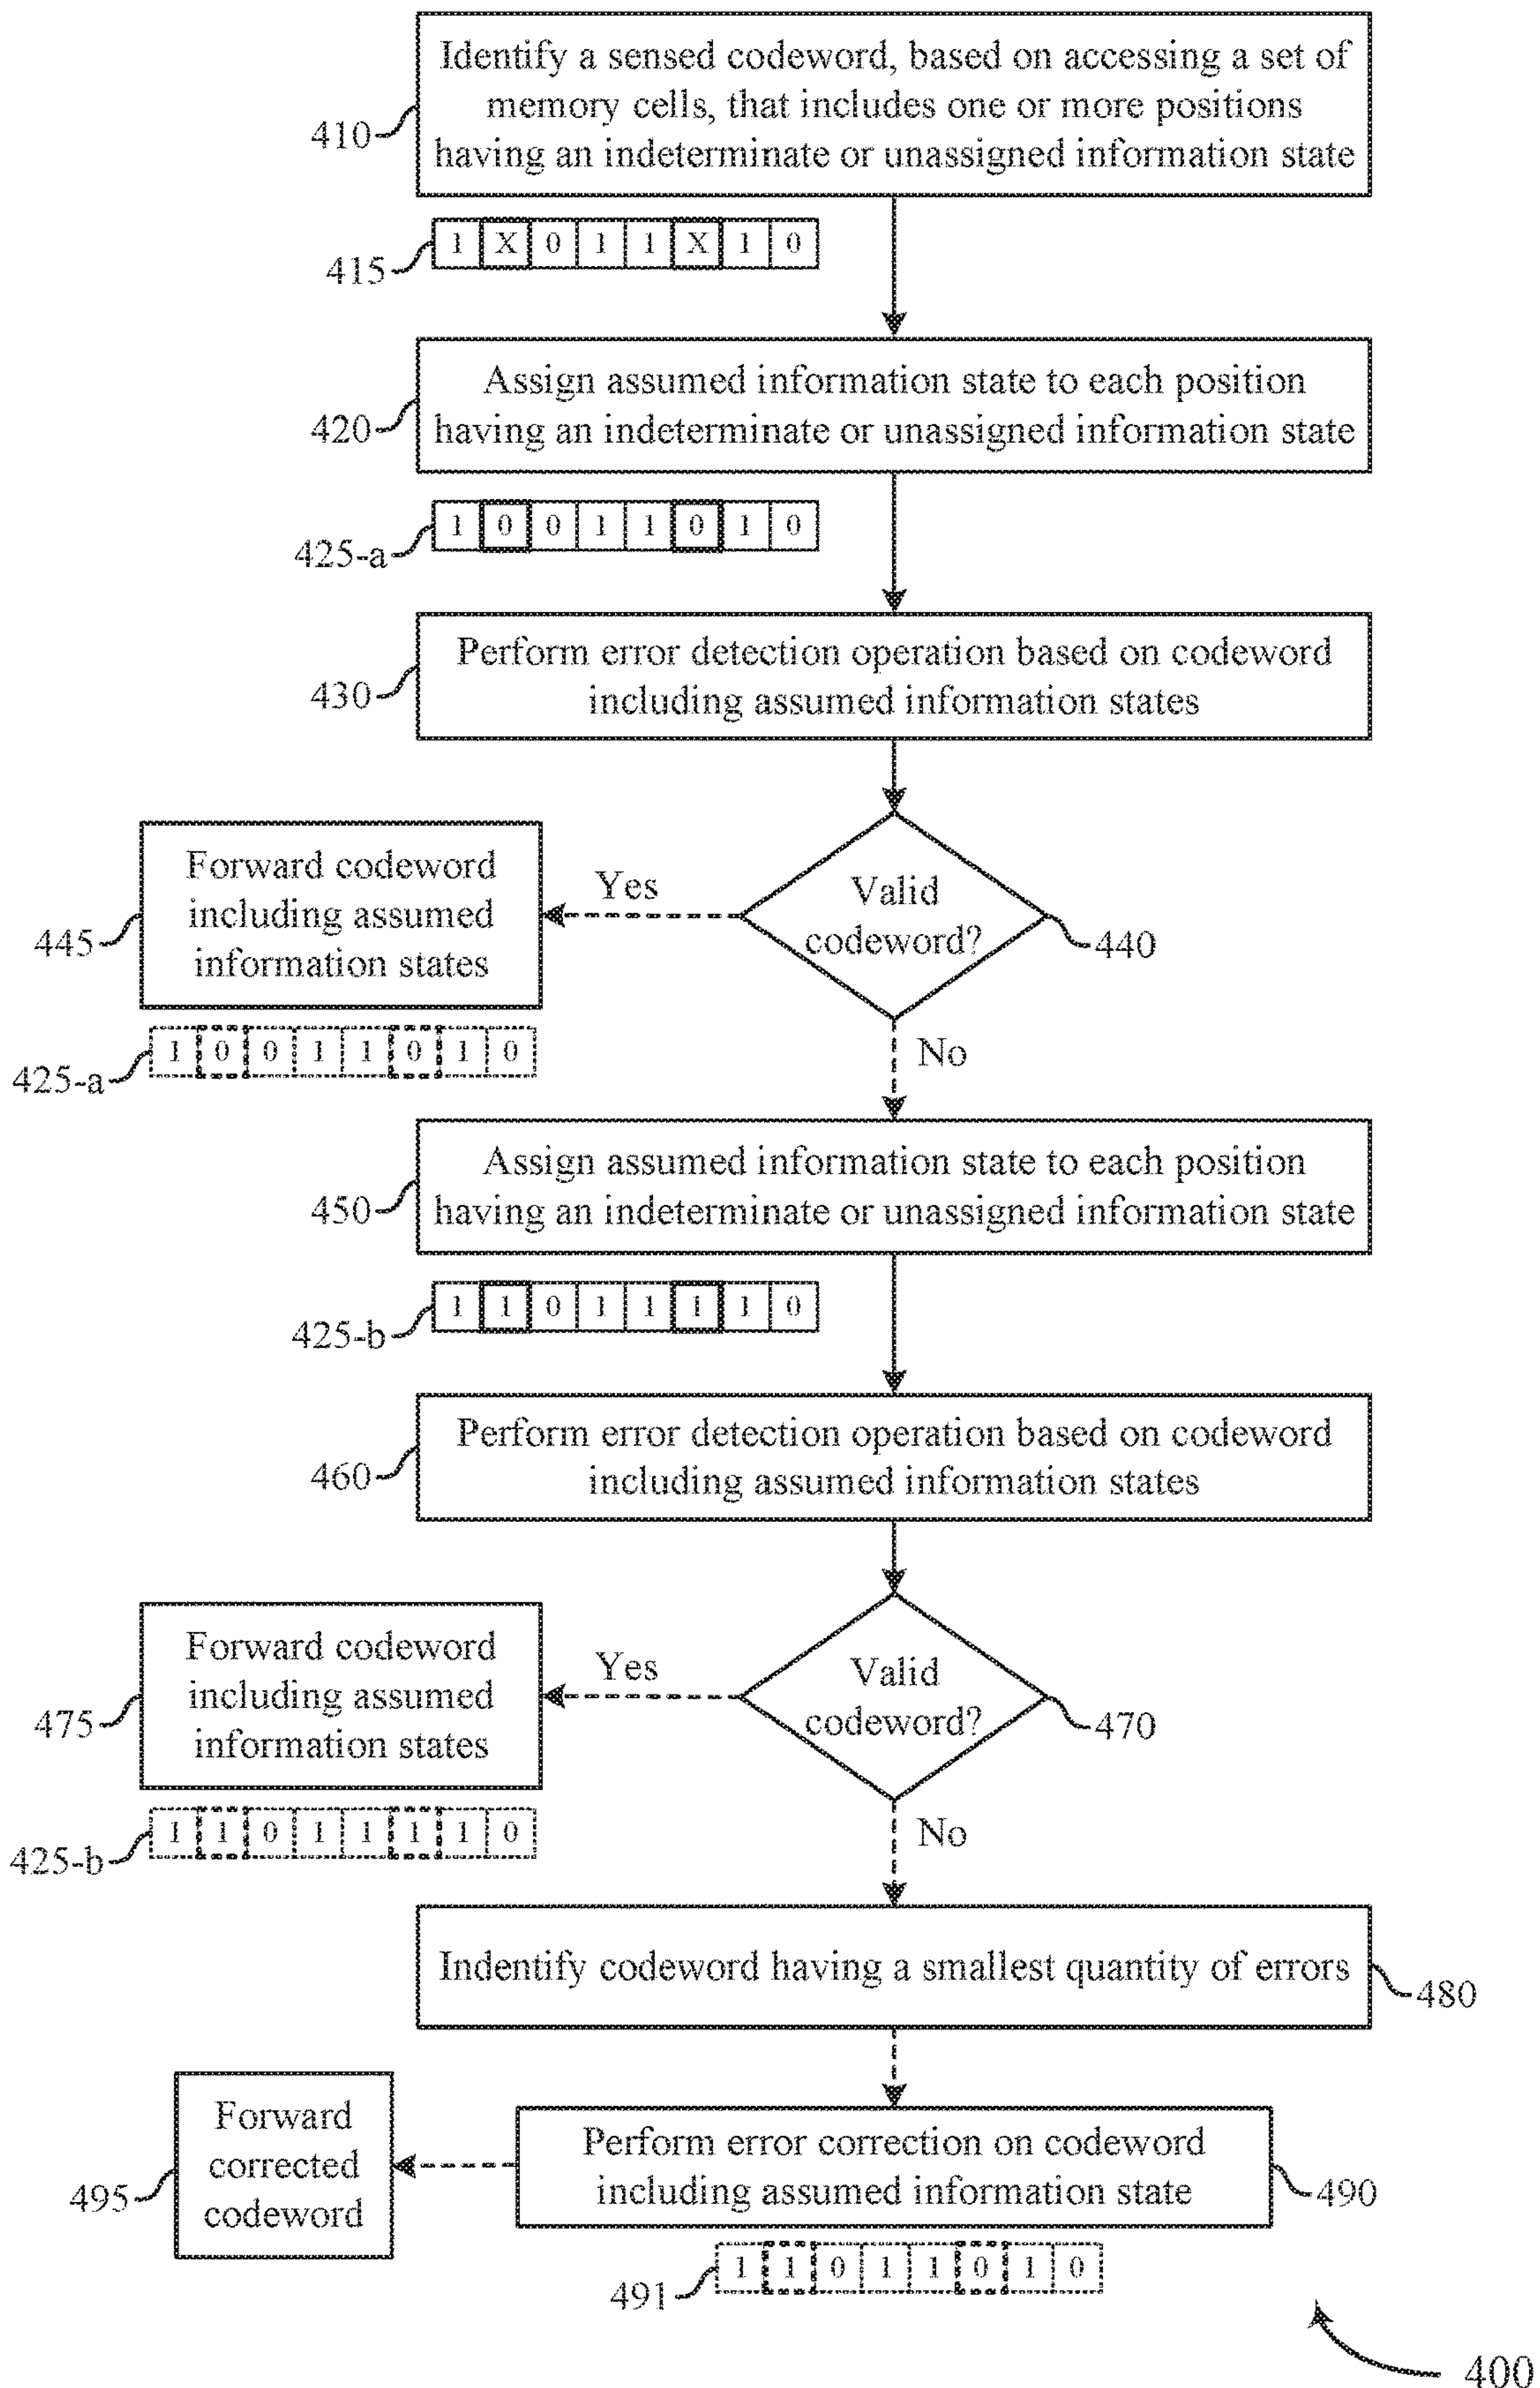 Identify a sensed codeword, based on accessing a set of
memory cells, that includes one or more positions
having an indeterminate or unassigned information state
410
1 X 0 1 1 X 1 0
415
Assign assumed information state to each position
having an indeterminate or unassigned information state
420
1 0 0 1 1 0 1 0
425-a
Perform error detection operation based on codeword
including assumed information states
430
Valid
codeword?
440
Yes
Forward codeword
including assumed
information states
445
1 0 0 1 1 0 1 0
425-a
No
Assign assumed information state to each position
having an indeterminate or unassigned information state
450
1 1 0 1 1 1 1 0
425-b
Perform error detection operation based on codeword
including assumed information states
460
Valid
codeword?
470
Yes
Forward codeword
including assumed
information states
475
1 1 0 1 1 1 1 0
425-b
No
Indentify codeword having a smallest quantity of errors
480
Perform error correction on codeword
including assumed information state
490
Forward
corrected
codeword
495
1 1 0 1 1 0 1 0
491
400